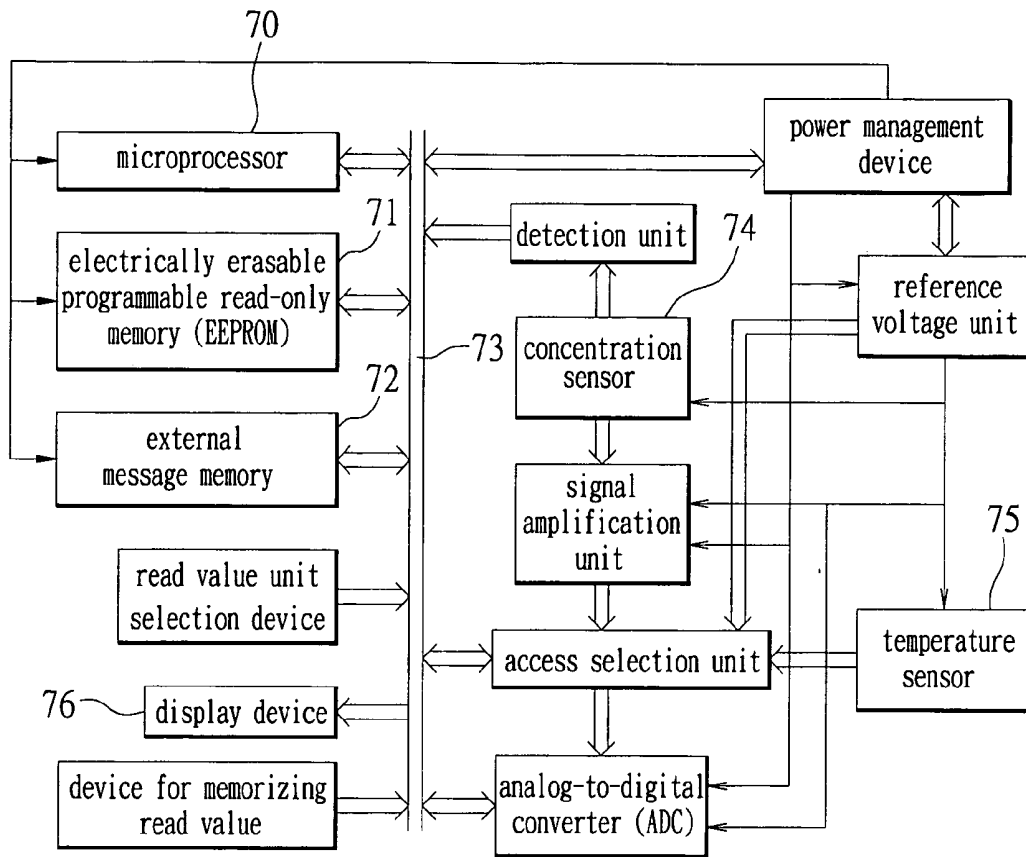 70
power management
device
microprocessor
71
electrically erasable
programmable read-only
memory (EEPROM)
detection unit
74
reference
voltage unit
73
concentration
sensor
72
external
message memory
signal
amplification
unit
75
read value unit
selection device
access selection unit
temperature
sensor
76
display device
device for memorizing
read value
analog-to-digital
converter (ADC)